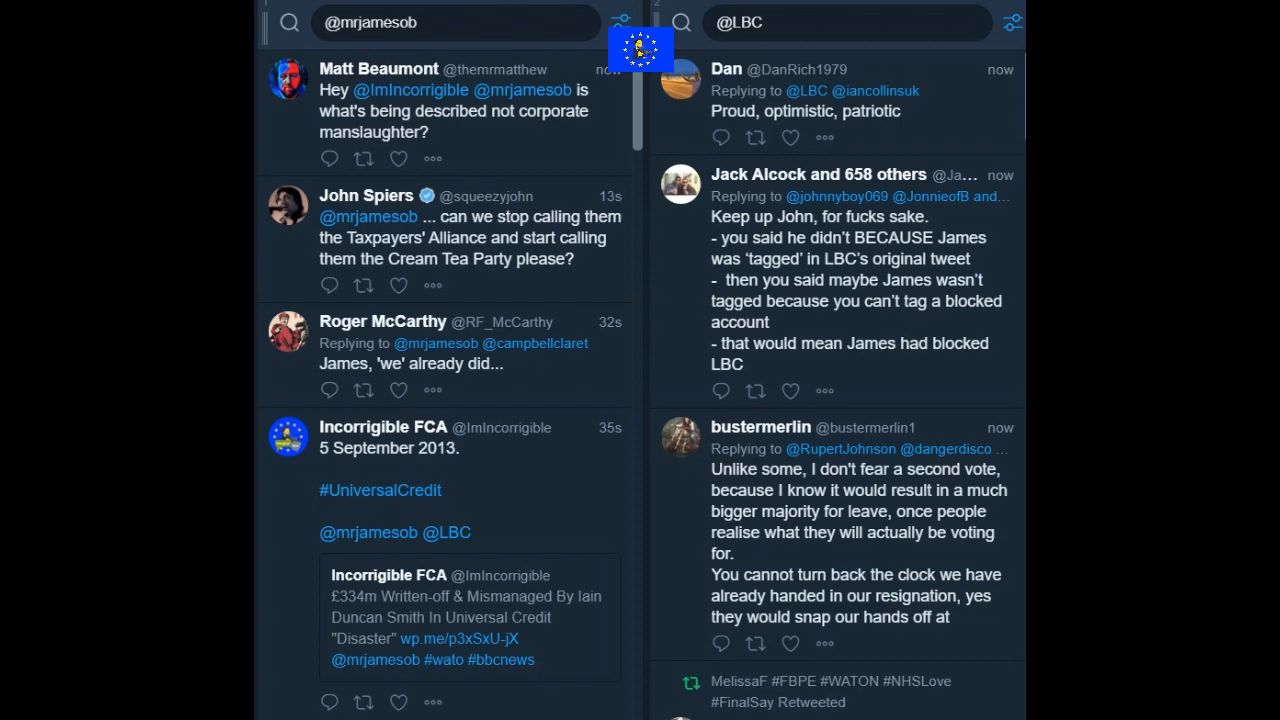 1
@mrjamesob
Matt Beaumont @themrmatthew now
Hey @ImIncorrigible @mrjamesob is
what's being described not corporate
manslaughter?
John Spiers @squeezyjohn 13s
@mrjamesob ... can we stop calling them
the Taxpayers' Alliance and start calling
them the Cream Tea Party please?
Roger McCarthy @RF_McCarthy 32s
Replying to @mrjamesob @campbellclaret
James, 'we' already did...
Incorrigible FCA @ImIncorrigible 35s
5 September 2013.
#UniversalCredit
@mrjamesob @LBC
Incorrigible FCA @ImIncorrigible
£334m Written-off & Mismanaged By Iain
Duncan Smith In Universal Credit
"Disaster" wp.me/p3xSxU-jX
@mrjamesob #wato #bbcnews
2
@LBC
Dan @DanRich1979 now
Replying to @LBC @iancollinsuk
Proud, optimistic, patriotic
Jack Alcock and 658 others @Ja... now
Replying to @johnnyboy069 @JonnieofB and...
Keep up John, for fucks sake.
- you said he didn't BECAUSE James
was 'tagged' in LBC's original tweet
- then you said maybe James wasn't
tagged because you can't tag a blocked
account
- that would mean James had blocked
LBC
bustermerlin @bustermerlin1 now
Replying to @RupertJohnson @dangerdisco ...
Unlike some, I don't fear a second vote,
because I know it would result in a much
bigger majority for leave, once people
realise what they will actually be voting
for.
You cannot turn back the clock we have
already handed in our resignation, yes
they would snap our hands off at
MelissaF #FBPE #WATON #NHSLove
#FinalSay Retweeted